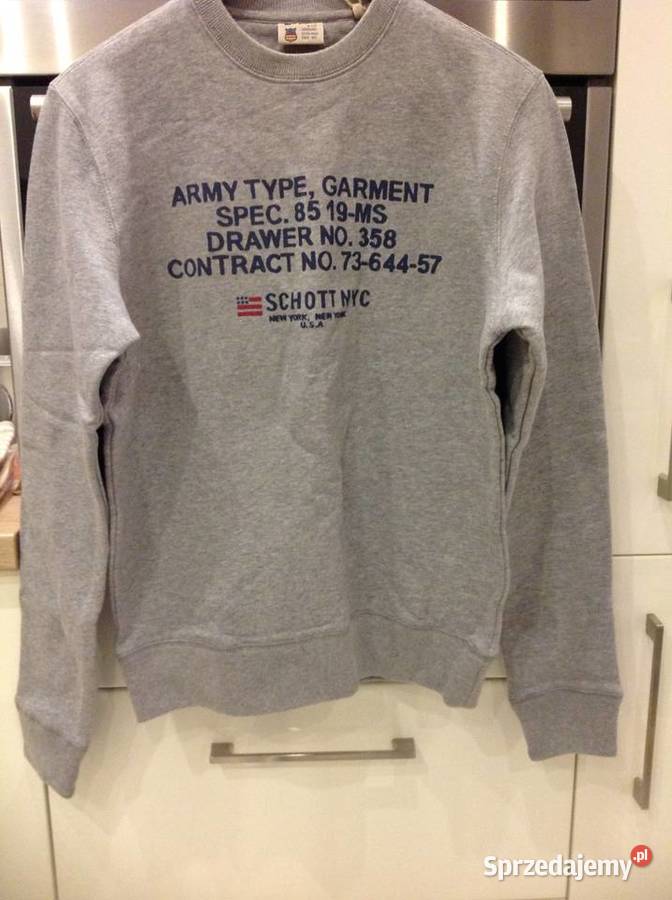 ARMY TYPE, GARMENT
SPEC. 85 19-MS
DRAWER NO. 358
CONTRACT NO. 73-644-57
SCHOTT NYC
NEW YORK, NEW YORK
U.S.A
Sprzedajemy.pl